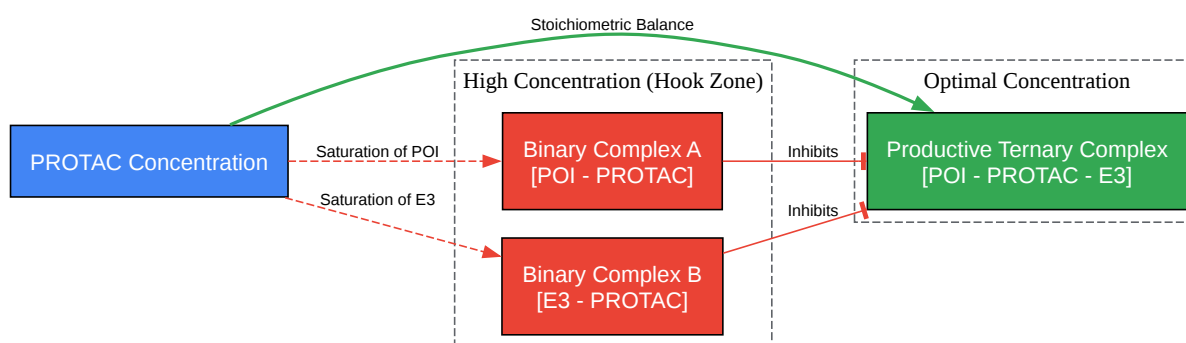 Stoichiometric Balance
High Concentration (Hook Zone)
Optimal Concentration
PROTAC Concentration
Saturation of POI
Saturation of E3
Binary Complex A
[POI - PROTAC]
Inhibits
Productive Ternary Complex
[POI - PROTAC - E3]
Binary Complex B
[E3 - PROTAC]
Inhibits